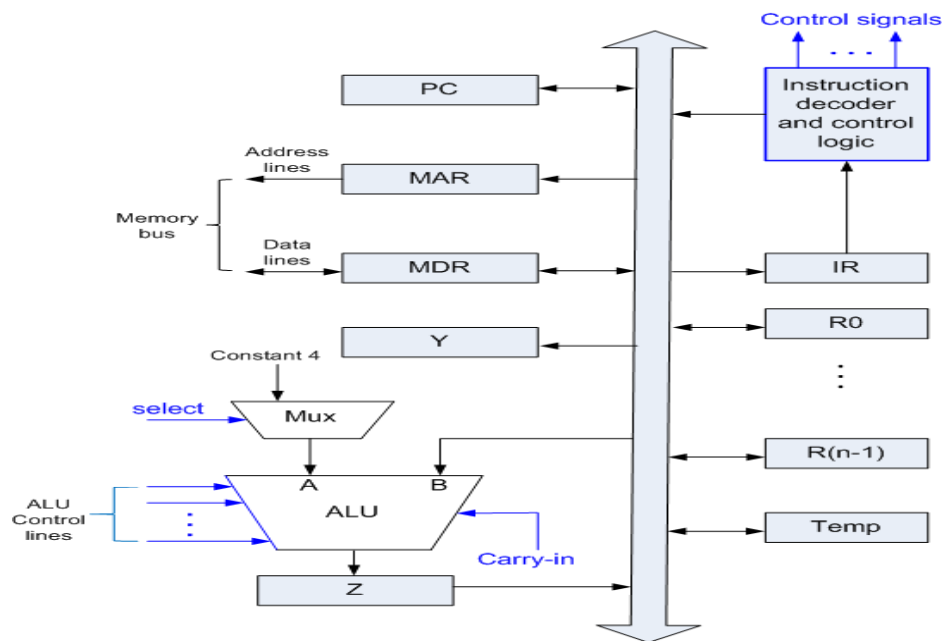 Control signals
PC
Instruction
decoder
and control
logic
Address
lines
MAR
Memory
bus
Data
lines
MDR
IR
R0
Y
Constant 4
select
Mux
R(n-1)
A
B
ALU
Control
lines
ALU
Temp
Carry-in
Z